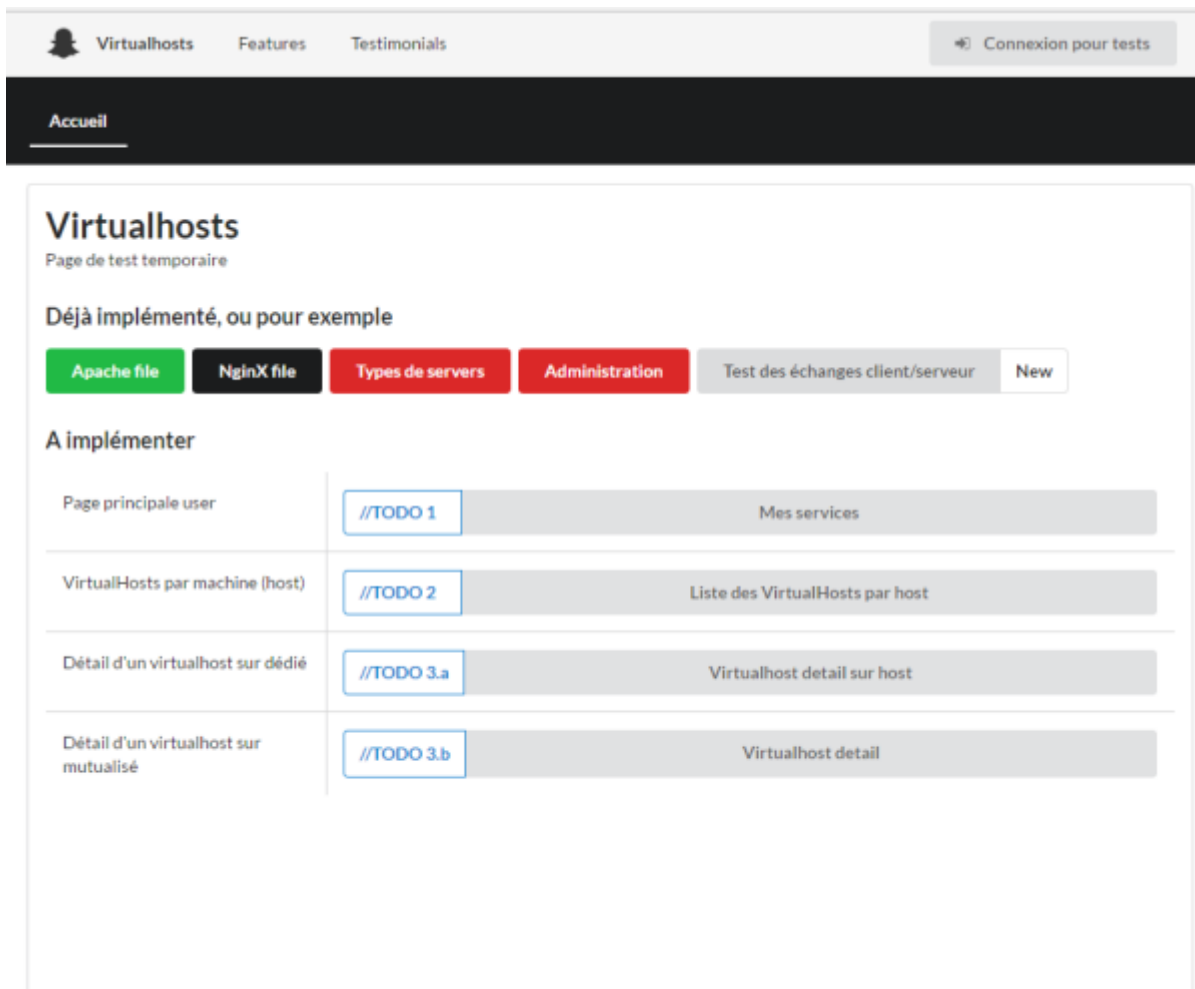 Virtualhosts Features Testimonials Connexion pour tests
Accueil
Virtualhosts
Page de test temporaire
Déjà implémenté, ou pour exemple
Apache file NginX file Types de servers Administration Test des échanges client/serveur New
A implémenter
Page principale user //TODO 1 Mes services
VirtualHosts par machine (host) //TODO 2 Liste des VirtualHosts par host
Détail d'un virtualhost sur dédié //TODO 3.a Virtualhost detail sur host
Détail d'un virtualhost sur
mutualisé //TODO 3.b Virtualhost detail